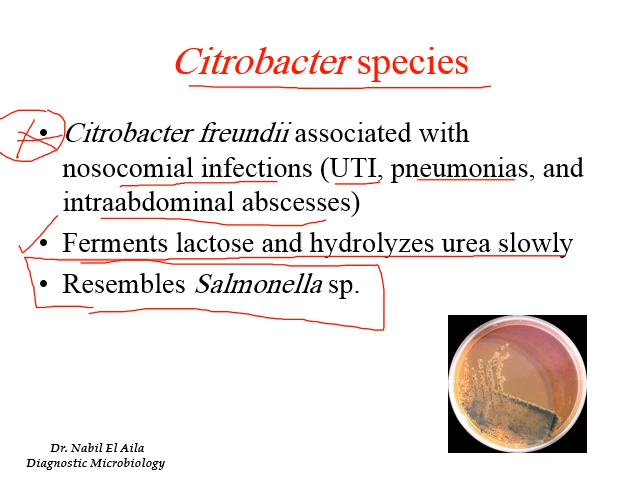 Citrobacter species
• Citrobacter freundii associated with
nosocomial infections (UTI, pneumonias, and
intraabdominal abscesses)
• Ferments lactose and hydrolyzes urea slowly
• Resembles Salmonella sp.
Dr. Nabil El Aila
Diagnostic Microbiology